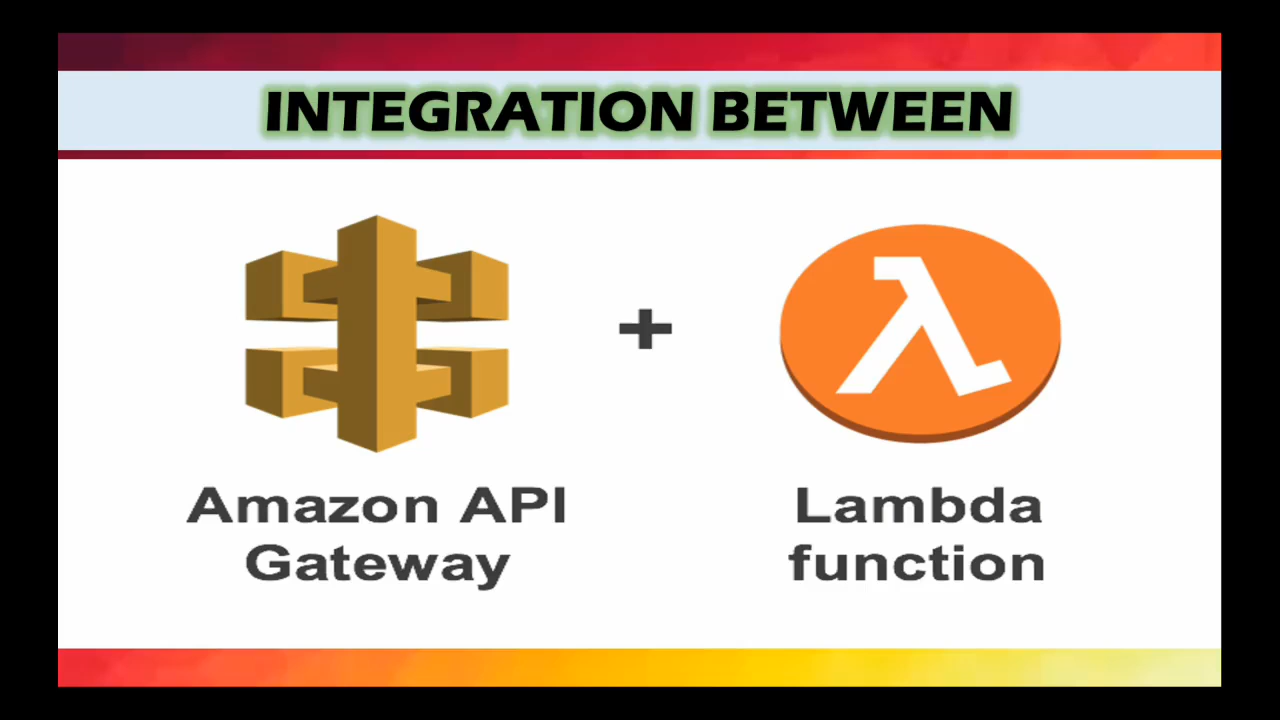 INTEGRATION BETWEEN
+
Amazon API
Gateway
λ
Lambda
function